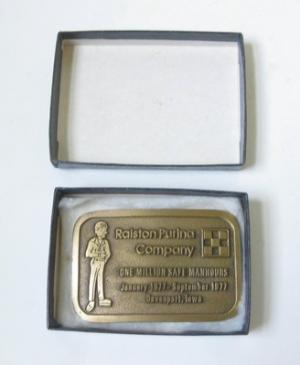 Ralston Purina
Company
ONE MILLION SAFE MANHOURS
January 1977 - September 1977
Davenport, Iowa